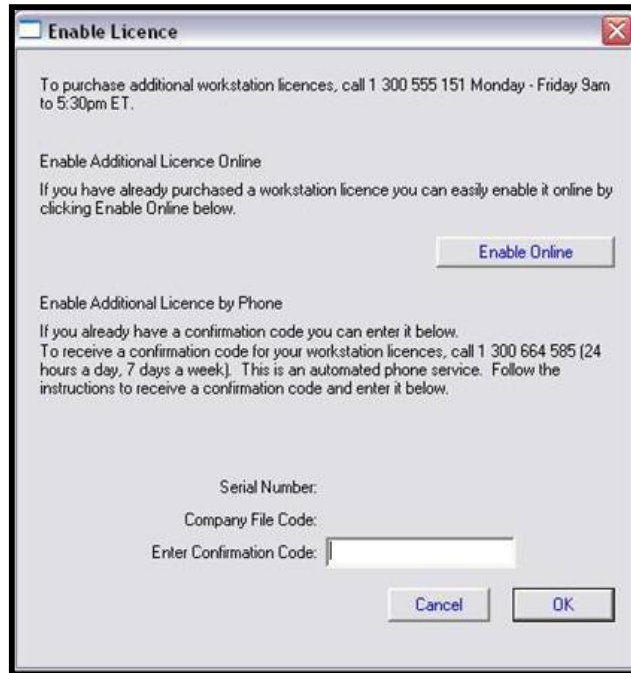 Enable Licence
To purchase additional workstation licences, call 1 300 555 151 Monday - Friday 9am
to 5:30pm ET.
Enable Additional Licence Online
If you have already purchased a workstation licence you can easily enable it online by
clicking Enable Online below.
Enable Online
Enable Additional Licence by Phone
If you already have a confirmation code you can enter it below.
To receive a confirmation code for your workstation licences, call 1 300 664 585 (24
hours a day, 7 days a week). This is an automated phone service. Follow the
instructions to receive a confirmation code and enter it below.
Serial Number:
Company File Code:
Enter Confirmation Code:
Cancel OK